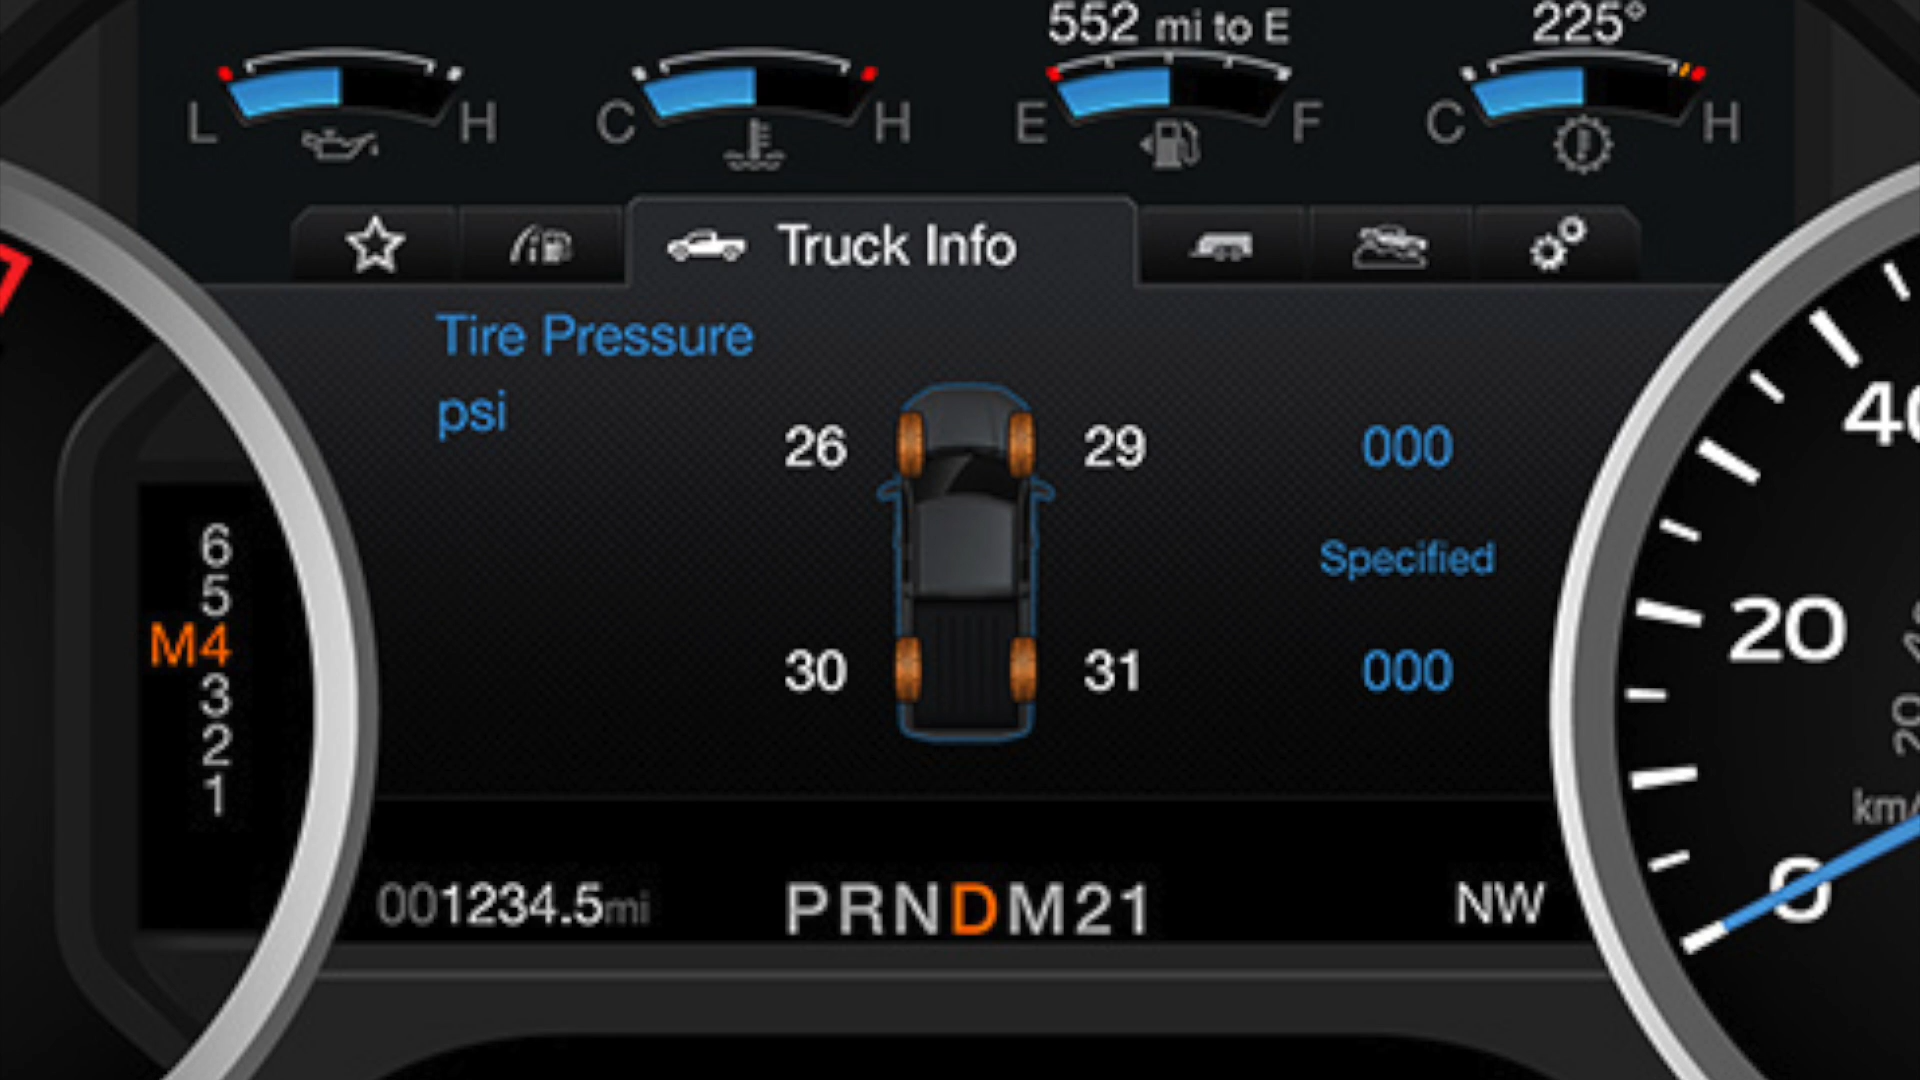 552 mi to E
225°
L H
C H
E F
C H
Truck Info
Tire Pressure
psi
26 29 000
Specified
30 31 000
6
5
M4
3
2
1
001234.5mi
PRNDM21
NW
20
0